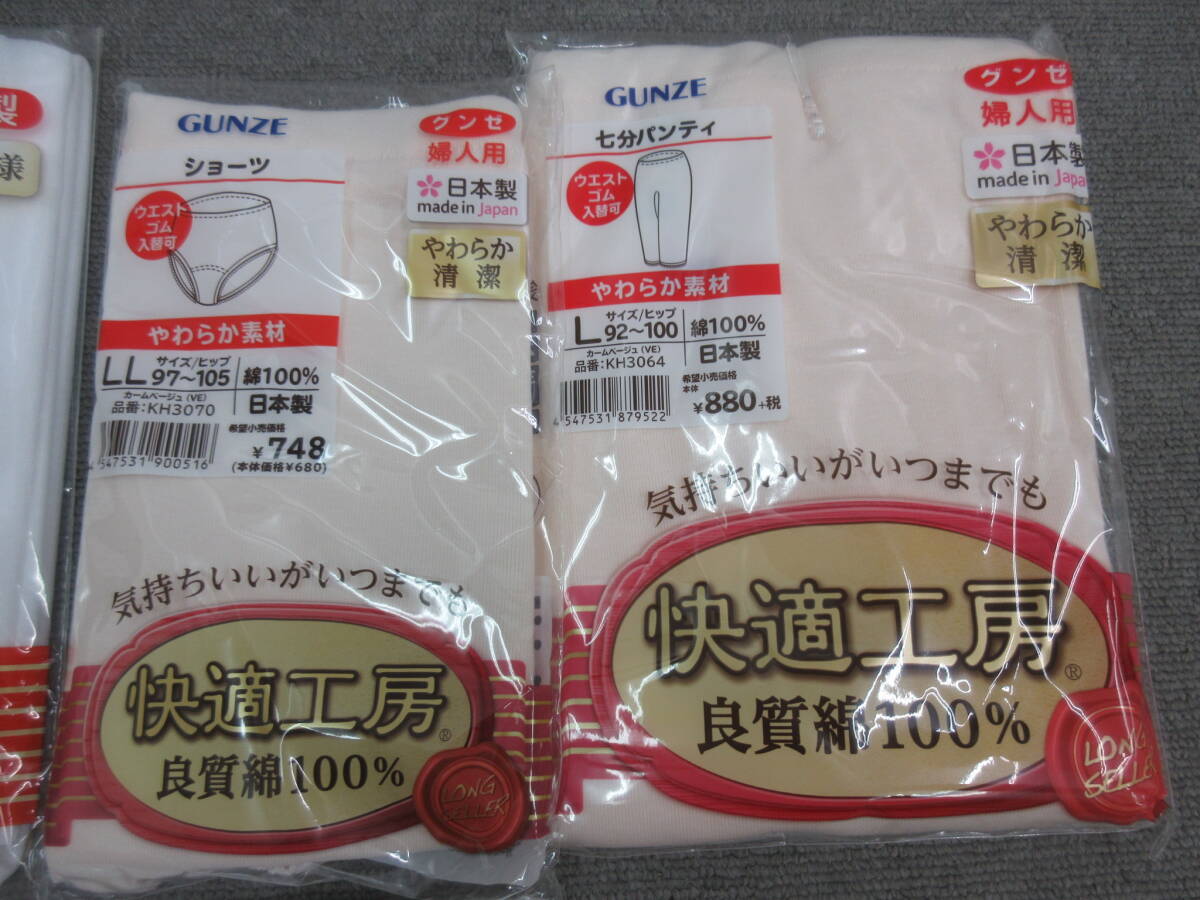 製
様
GUNZE
グンゼ
婦人用
ショーツ
ウエスト
ゴム
入替可
日本製
made in Japan
やわらか
清潔
やわらか素材
サイズ/ヒップ
LL 97~105
綿100%
カームベージュ(VE)
品番:KH3070
日本製
希望小売価格
¥748
(本体価格¥680)
4 547531 900516
気持ちいいがいつまでも
快適工房®
良質綿100%
LONG
SELLER
GUNZE
グンゼ
婦人用
七分パンティ
ウエスト
ゴム
入替可
日本製
made in Japa
やわらか
清潔
やわらか素材
サイズ/ヒップ
L 92~100
綿100%
カームベージュ(VE)
品番:KH3064
日本製
希望小売価格
本体
¥880+税
4 547531 879522
気持ちいいがいつまでも
快適工房®
良質綿100%
LONG
SELLER